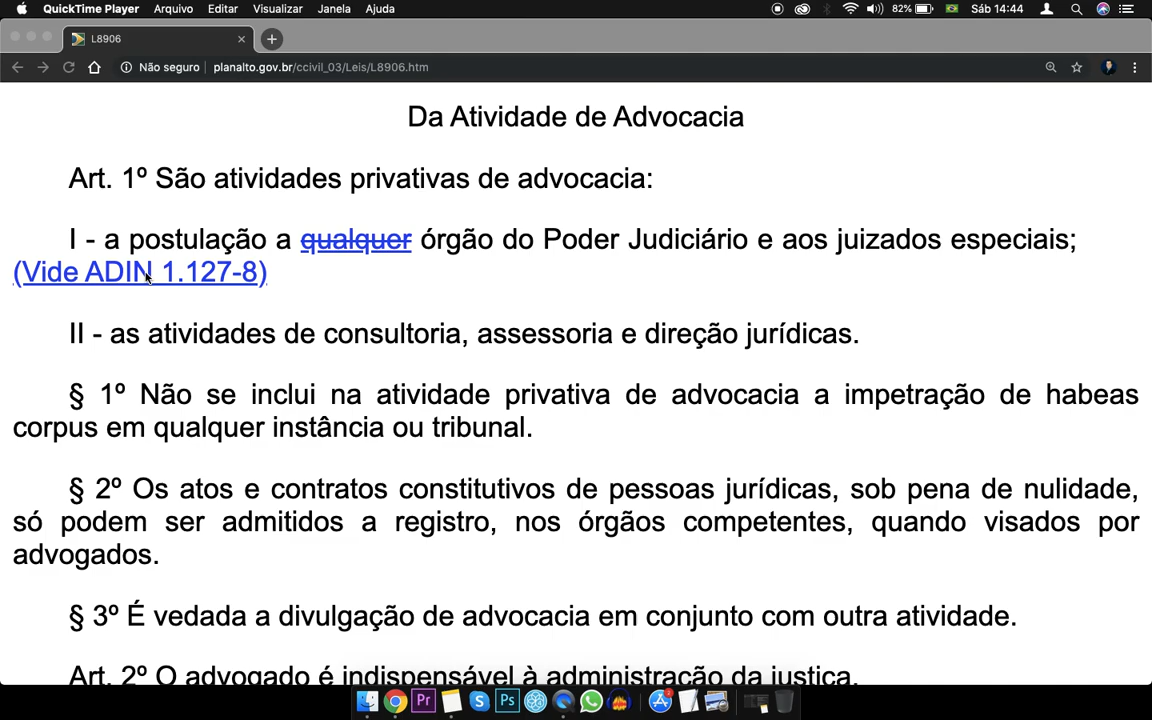 QuickTime Player Arquivo Editar Visualizar Janela Ajuda 82% Sáb 14:44
L8906
Não seguro planalto.gov.br/ccivil_03/Leis/L8906.htm
Da Atividade de Advocacia
Art. 1º São atividades privativas de advocacia:
I - a postulação a qualquer órgão do Poder Judiciário e aos juizados especiais;
(Vide ADIN 1.127-8)
II - as atividades de consultoria, assessoria e direção jurídicas.
§ 1º Não se inclui na atividade privativa de advocacia a impetração de habeas
corpus em qualquer instância ou tribunal.
§ 2º Os atos e contratos constitutivos de pessoas jurídicas, sob pena de nulidade,
só podem ser admitidos a registro, nos órgãos competentes, quando visados por
advogados.
§ 3º É vedada a divulgação de advocacia em conjunto com outra atividade.
Art. 2º O advogado é indispensável à administração da justiça.
Pr Ps